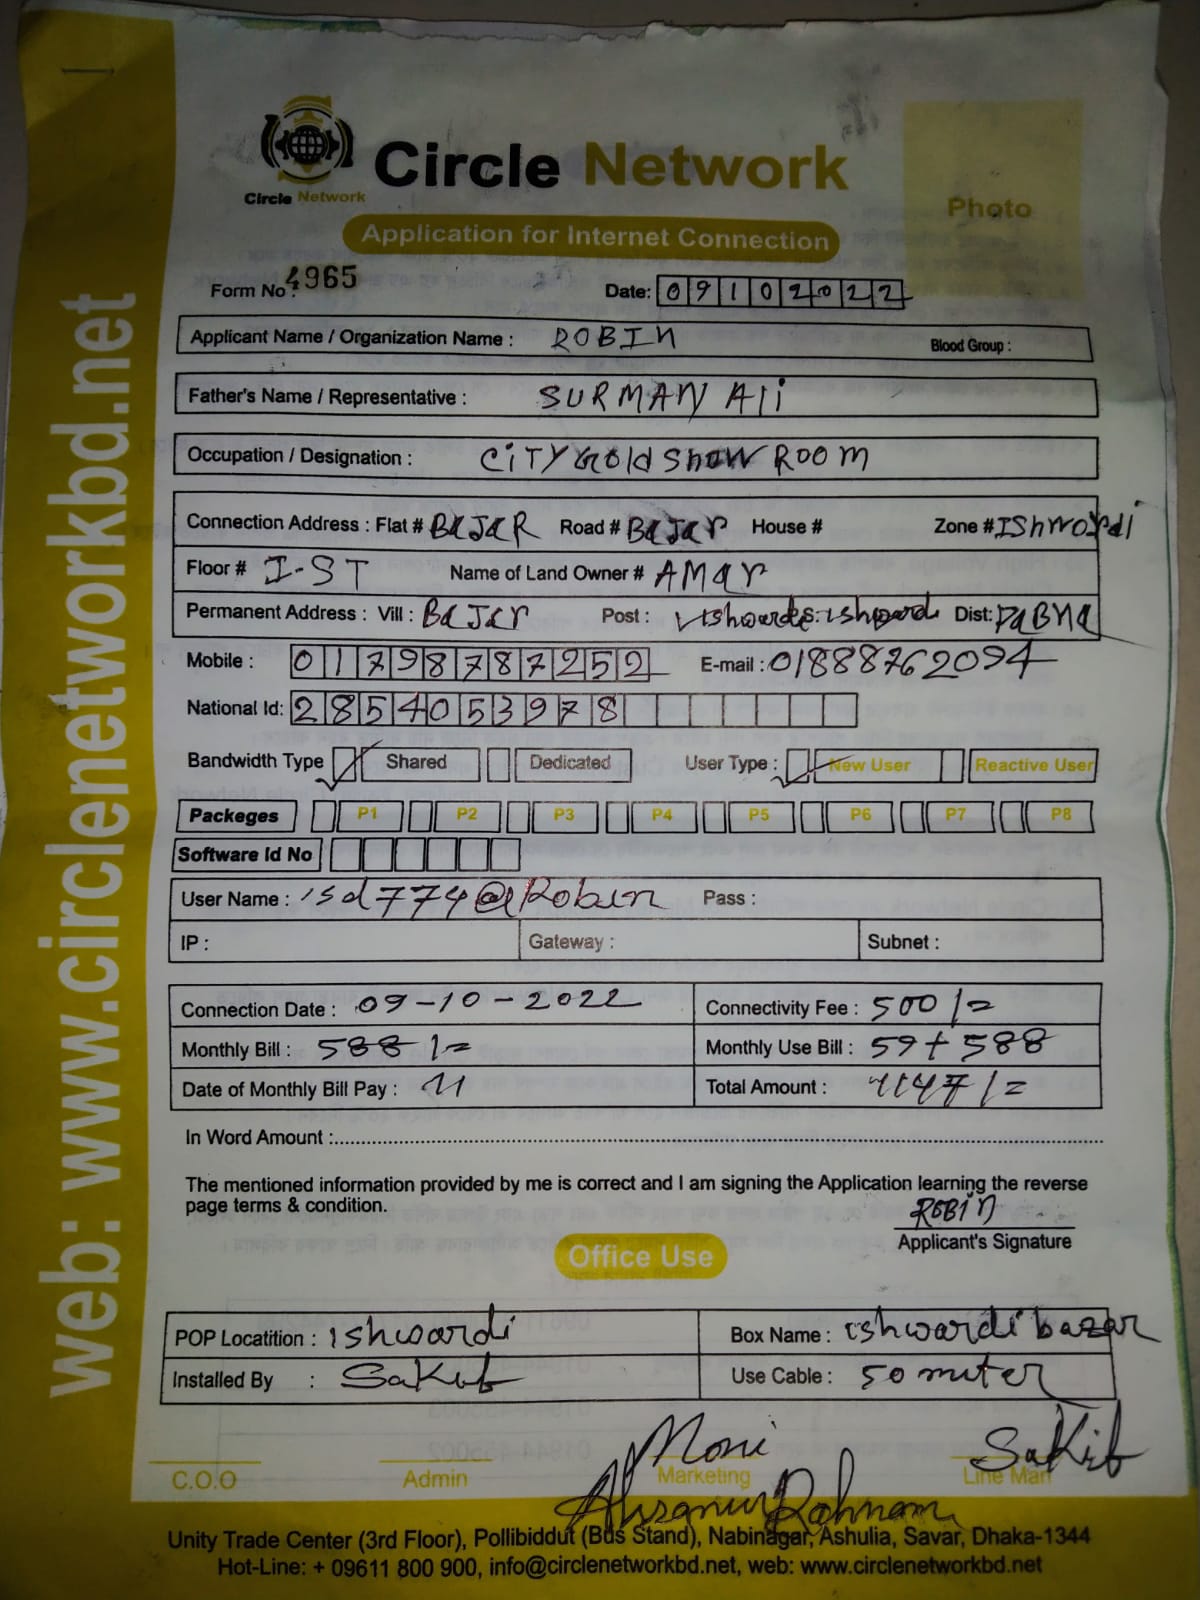 web: www.circlenetworkbd.net
Circle Network
Circle Network
Photo
Application for Internet Connection
Form No : 4965 Date: 09102022
Applicant Name / Organization Name : ROBIN Blood Group :
Father's Name / Representative : SURMAN Ali
Occupation / Designation : CiTY Gold Show ROOM
Connection Address : Flat # BaJaR Road # BaJar House # Zone # IShwordi
Floor # I-ST Name of Land Owner # AMar
Permanent Address : Vill : BaJar Post : Dist: PaBNa
Mobile : 01798787252 E-mail : 01888762094
National Id: 2854053978
Bandwidth Type Shared Dedicated User Type : New User Reactive User
Packeges P1 P2 P3 P4 P5 P6 P7 P8
Software Id No
User Name : isd774@Robin Pass :
IP : Gateway : Subnet :
Connection Date : 09-10-2022 Connectivity Fee : 500/=
Monthly Bill : 588/= Monthly Use Bill : 59+588
Date of Monthly Bill Pay : 11 Total Amount : 1147/=
In Word Amount :
The mentioned information provided by me is correct and I am signing the Application learning the reverse
page terms & condition.
ROBIN
Applicant's Signature
Office Use
POP Locatition : ishwardi Box Name : ishwardi bazar
Installed By : Sakib Use Cable : 50 miter
Moni Sakib
C.O.O Admin Marketing Line Man
Ahsanur Rahman
Unity Trade Center (3rd Floor), Pollibiddut (Bus Stand), Nabinagar, Ashulia, Savar, Dhaka-1344
Hot-Line: + 09611 800 900, info@circlenetworkbd.net, web: www.circlenetworkbd.net